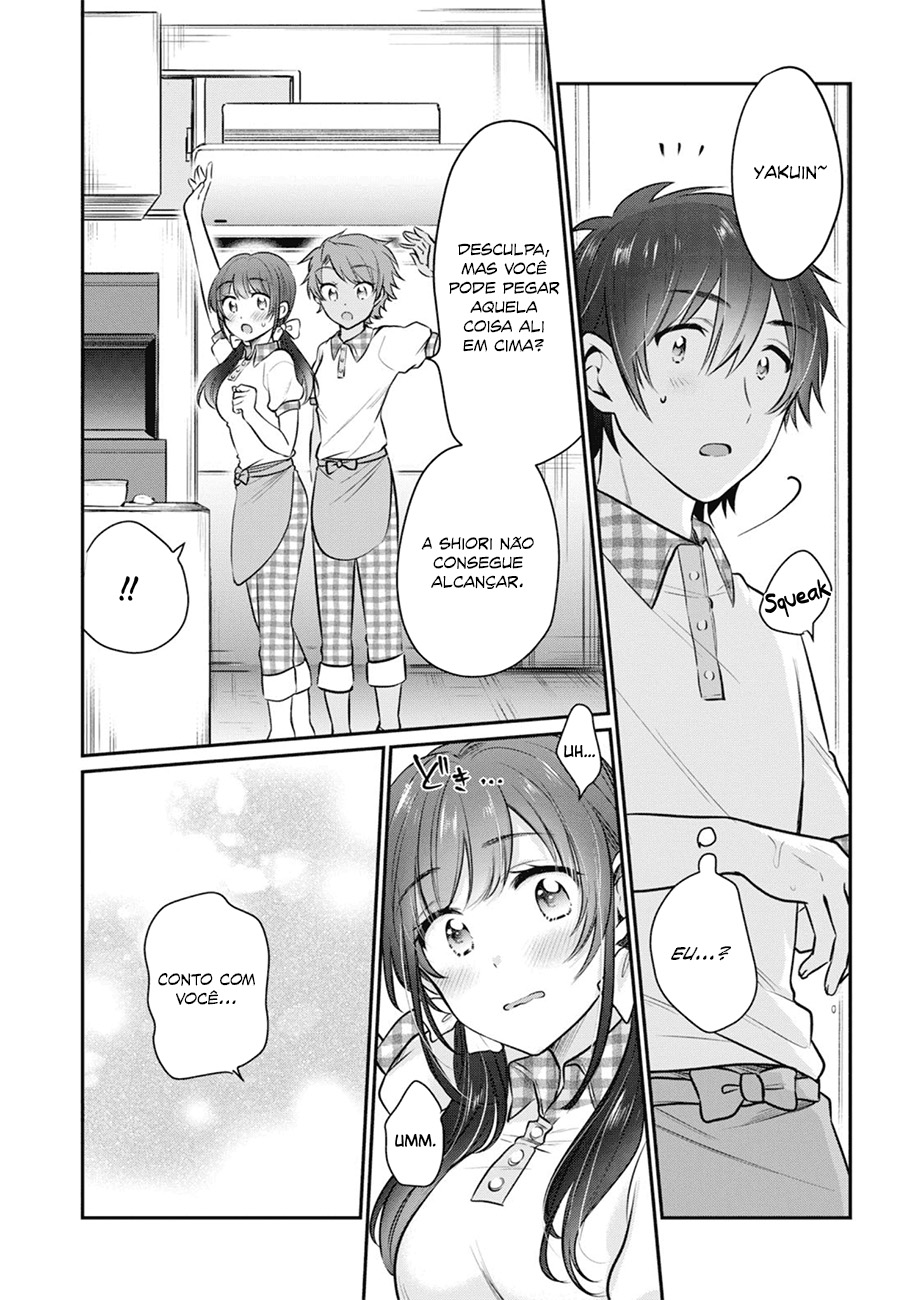 YAKUIN~
Squeak
EU...?
DESCULPA,
MAS VOCÊ
PODE PEGAR
AQUELA
COISA ALI
EM CIMA?
A SHIORI NÃO
CONSEGUE
ALCANÇAR.
!!
UH...
どき...
UMM.
CONTO COM
VOCÊ...